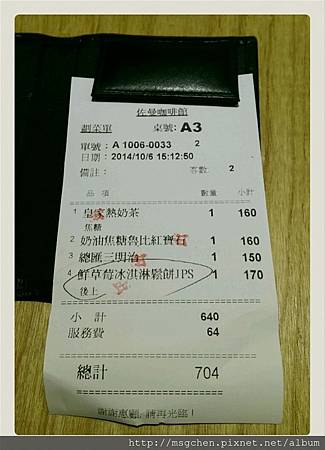 佐曼咖啡館
劃菜單 桌號: A3
單號: A 1006-0033 2
日期: 2014/10/6 15:12:50
備註: 客數: 2
品 項 數量 小計
1 皇家熱奶茶 1 160
焦糖
2 奶油焦糖魯比紅寶石 1 160
3 總匯三明治 1 150
4 鮮草莓冰淇淋鬆餅JPS 1 170
後上
小 計 640
服務費 64
總計 704
謝謝惠顧, 請再光臨!
http://msgchen.pixnet.net/album